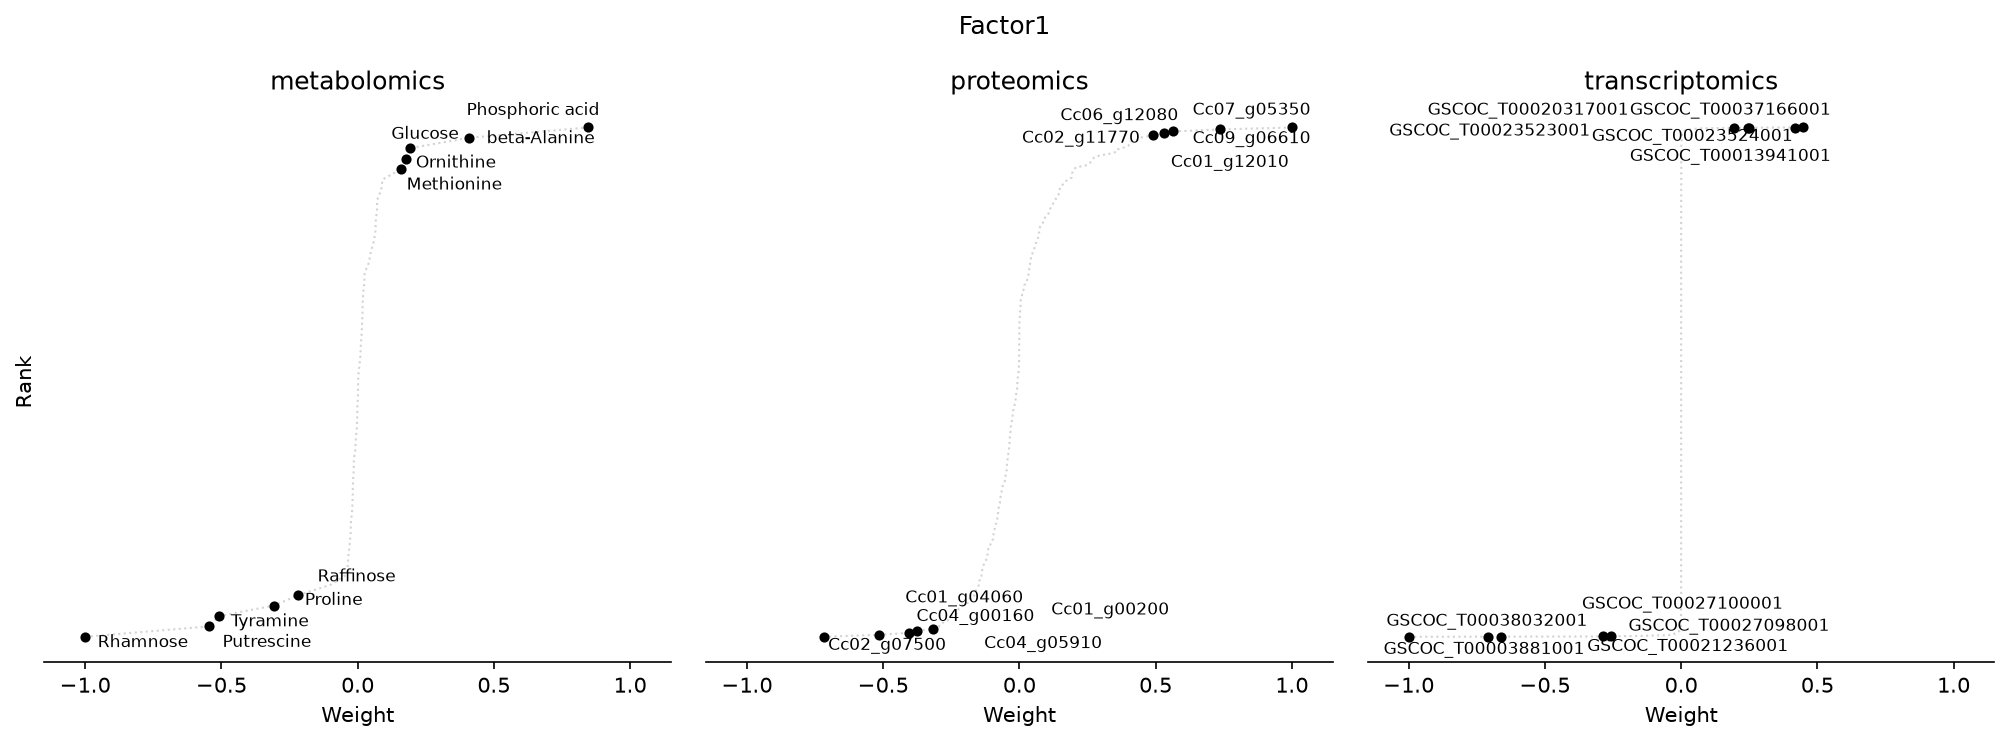 Factor1
metabolomics
Phosphoric acid
Glucose
beta-Alanine
Ornithine
Methionine
Raffinose
Proline
Tyramine
Rhamnose
Putrescine
Rank
−1.0 −0.5 0.0 0.5 1.0
Weight
proteomics
Cc07_g05350
Cc06_g12080
Cc02_g11770
Cc09_g06610
Cc01_g12010
Cc01_g04060
Cc01_g00200
Cc04_g00160
Cc04_g05910
Cc02_g07500
−1.0 −0.5 0.0 0.5 1.0
Weight
transcriptomics
GSCOC_T00020317001
GSCOC_T00037166001
GSCOC_T00023523001
GSCOC_T00023524001
GSCOC_T00013941001
GSCOC_T00027100001
GSCOC_T00038032001
GSCOC_T00027098001
GSCOC_T00003881001
GSCOC_T00021236001
−1.0 −0.5 0.0 0.5 1.0
Weight